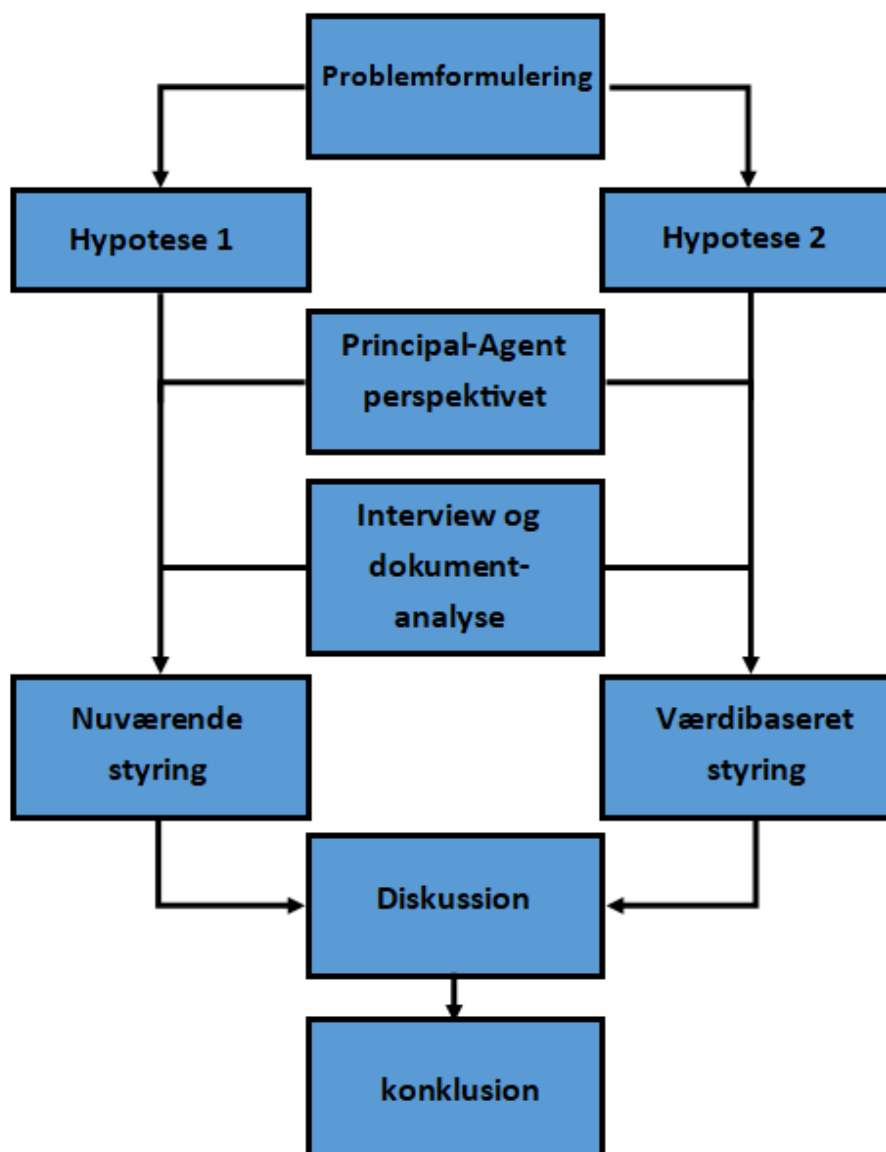 Problemformulering
Hypotese 1
Hypotese 2
Principal-Agent
perspektivet
Interview og
dokument-
analyse
Nuværende
styring
Værdibaseret
styring
Diskussion
konklusion